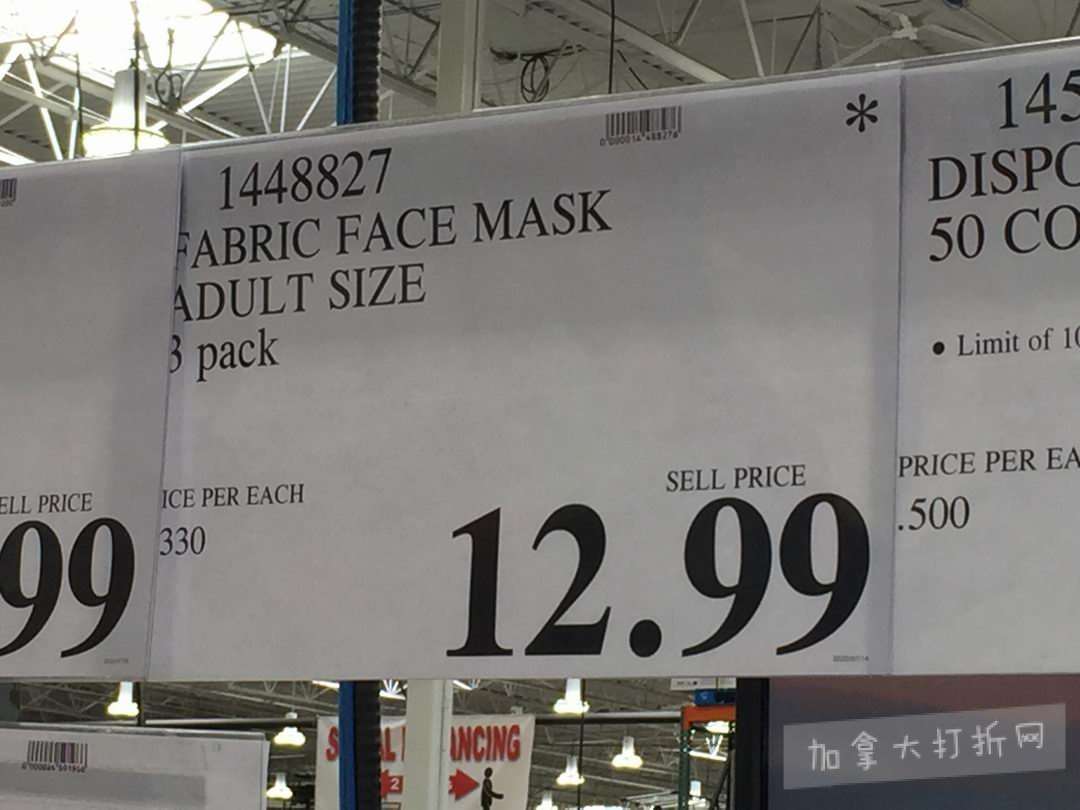 1448827
*
FABRIC FACE MASK
ADULT SIZE
3 pack
ICE PER EACH
330
SELL PRICE
12.99
ELL PRICE
99
145
DISPO
50 CO
• Limit of 10
PRICE PER EA
.500
ANCING
2
加拿大打折网